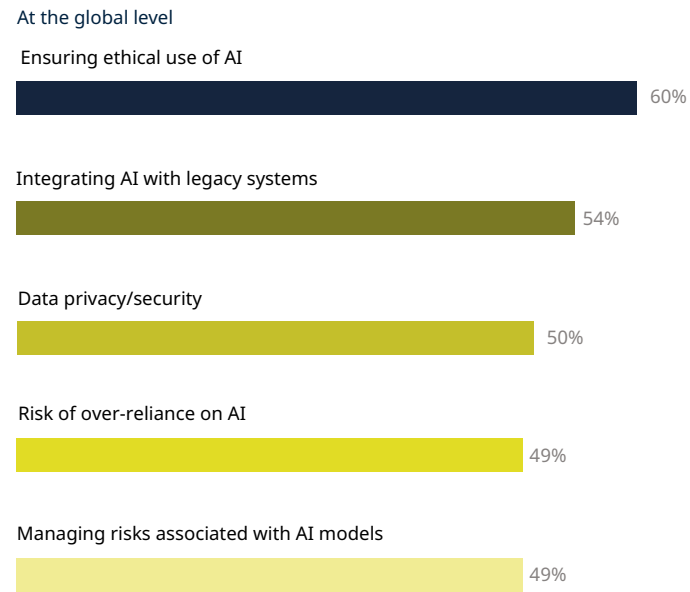 At the global level
Ensuring ethical use of AI
60%
Integrating AI with legacy systems
54%
Data privacy/security
50%
Risk of over-reliance on AI
49%
Managing risks associated with AI models
49%